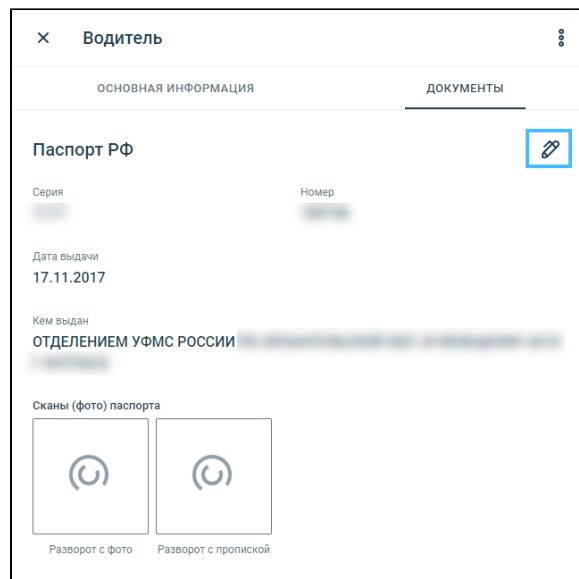 Водитель
ОСНОВНАЯ ИНФОРМАЦИЯ ДОКУМЕНТЫ
Паспорт РФ
Серия Номер
Дата выдачи
17.11.2017
Кем выдан
ОТДЕЛЕНИЕМ УФМС РОССИИ
Сканы (фото) паспорта
Разворот с фото Разворот с пропиской